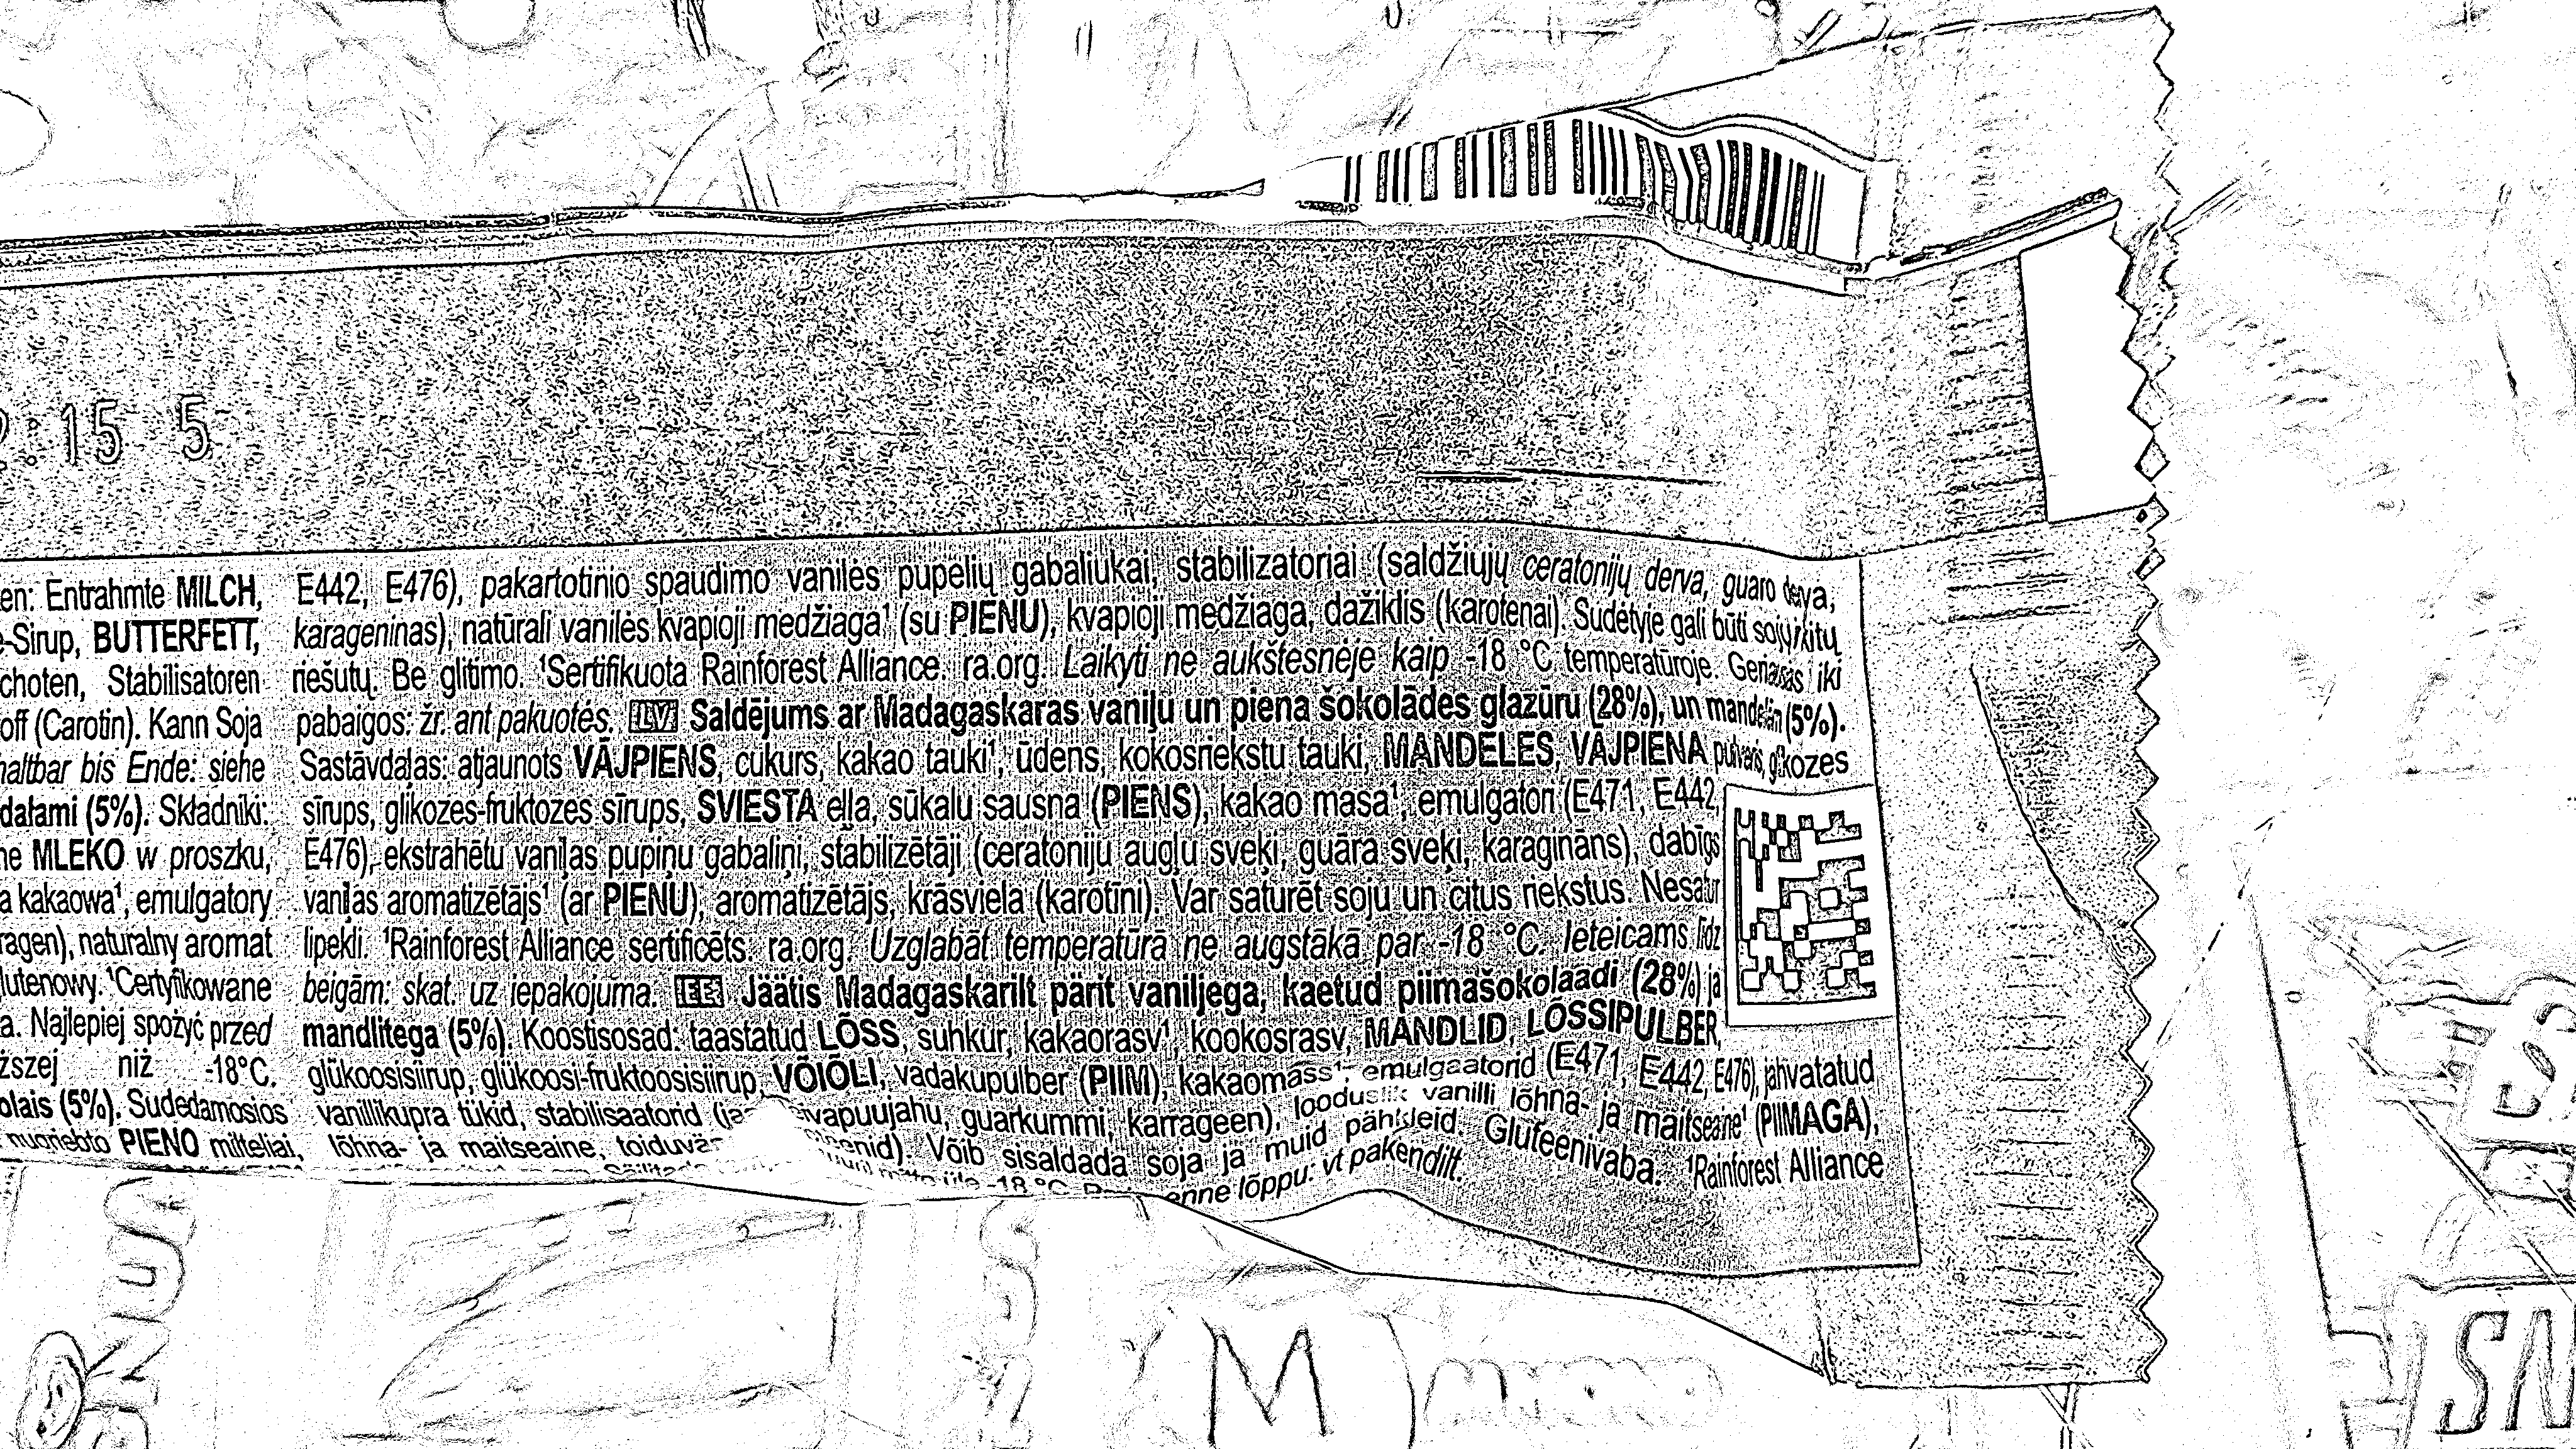 :15 5
en: Entrahmte MILCH,
-Sirup, BUTTERFETT,
choten, Stabilisatoren
off (Carotin). Kann Soja
haltbar bis Ende: siehe
dałami (5%). Składniki:
MLEKO w proszku,
a kakaowa¹, emulgatory
ragen), naturalny aromat
lutenowy. ¹Certyfikowane
a. Najlepiej spożyć przed
ższej niż -18°C.
olais (5%). Sudedamosios
nugriebto PIENO milteliai,
E442, E476), pakartotinio spaudimo vanilės pupelių gabaliukai, stabilizatoriai (saldžiųjų ceratonijų derva, guaro derva,
karageninas), natūrali vanilės kvapioji medžiaga¹ (su PIENU), kvapioji medžiaga, dažiklis (karotenai). Sudėtyje gali būti sojų ir kitų
riešutų. Be glitimo. ¹Sertifikuota Rainforest Alliance. ra.org. Laikyti ne aukštesnėje kaip -18 °C temperatūroje. Geriausias iki
pabaigos: žr. ant pakuotės. LV Saldējums ar Madagaskaras vaniļu un piena šokolādes glazūru (28%), un mandelēm (5%).
Sastāvdaļas: atjaunots VĀJPIENS, cukurs, kakao tauki¹, ūdens, kokosriekstu tauki, MANDELES, VĀJPIENA pulveris, glikozes
sīrups, glikozes-fruktozes sīrups, SVIESTA eļļa, sūkalu sausna (PIENS), kakao masa¹, emulgatori (E471, E442,
E476), ekstrahētu vaniļas pupiņu gabaliņi, stabilizētāji (ceratoniju augļu sveķi, guāra sveķi, karagināns), dabīgs
vaniļas aromatizētājs¹ (ar PIENU), aromatizētājs, krāsviela (karotīni). Var saturēt soju un citus riekstus. Nesatur
lipekli. ¹Rainforest Alliance sertificēts. ra.org. Uzglabāt temperatūrā ne augstākā par -18 °C. Ieteicams līdz
beigām: skat. uz iepakojuma. EE Jäätis Madagaskarilt pärit vaniljega, kaetud piimašokolaadi (28%) ja
mandlitega (5%). Koostisosad: taastatud LÕSS, suhkur, kakaorasv¹, kookosrasv, MANDLID, LÕSSIPULBER,
glükoosisiirup, glükoosi-fruktoosisiirup, VÕIÕLI, vadakupulber (PIIM), kakaomass¹, emulgaatorid (E471, E442, E476), jahvatatud
vanillikupra tükid, stabilisaatorid (jaa ivapuujahu, guarkummi, karrageen), looduslik vanilli lõhna- ja maitseaine¹ (PIIMAGA),
lõhna- ja maitseaine, toiduvär eenid). Võib sisaldada soja ja muid pähkleid. Gluteenivaba. ¹Rainforest Alliance
mitte üle -18 °C. enne lõppu: vt pakendilt.
M
SN